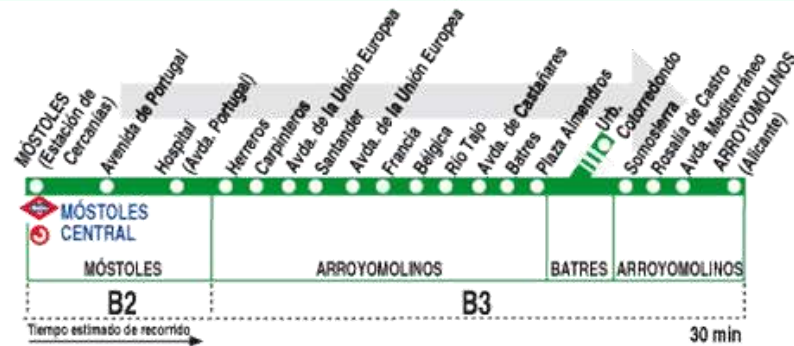 MÓSTOLES
(Estación de
Cercanías)
Avenida de Portugal
Hospital
(Avda. Portugal)
Herreros
Carpinteros
Avda. de la Unión Europea
Santander
Avda. de la Unión Europea
Francia
Bélgica
Río Tajo
Avda. de Castañares
Batres
Plaza Almendros
Urb.
Cotorredondo
Somosierra
Rosalía de Castro
Avda. Mediterráneo
ARROYOMOLINOS
(Alicante)
MÓSTOLES
CENTRAL
MÓSTOLES
ARROYOMOLINOS
BATRES
ARROYOMOLINOS
B2
B3
Tiempo estimado de recorrido
30 min